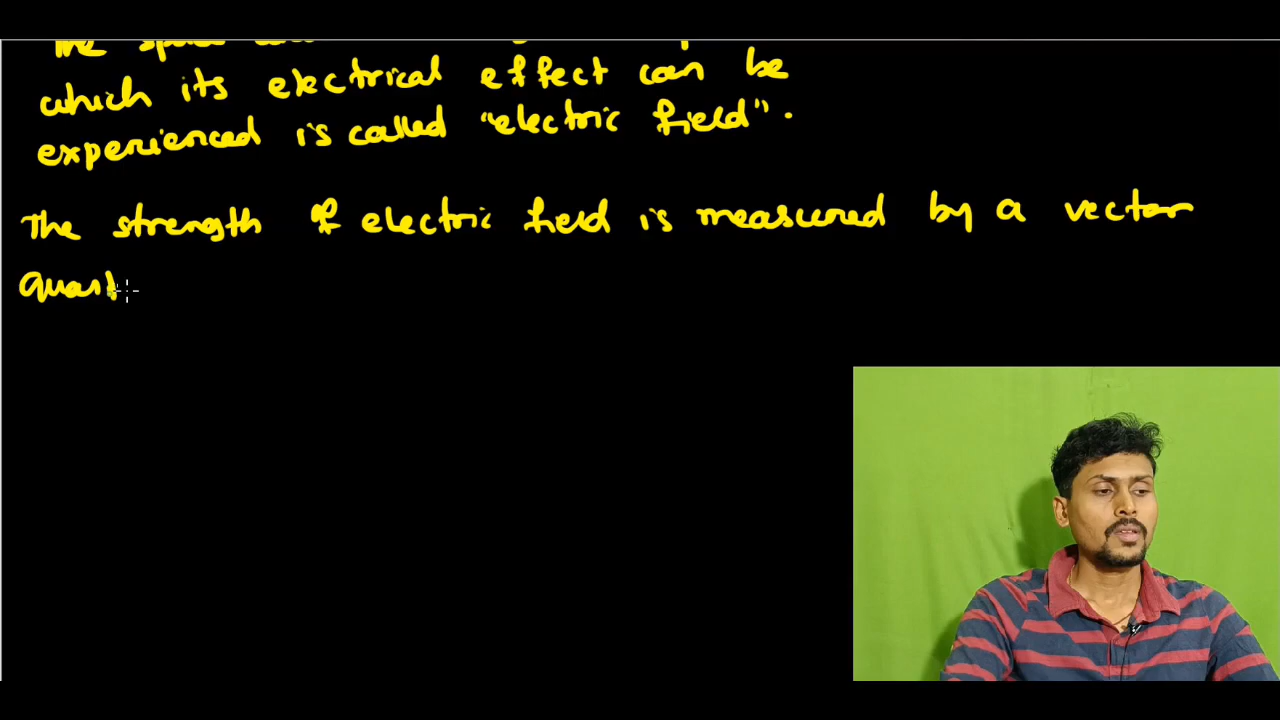 The
which its electrical effect can be
experienced is called "electric field".
The strength of electric field is measured by a vector
quant